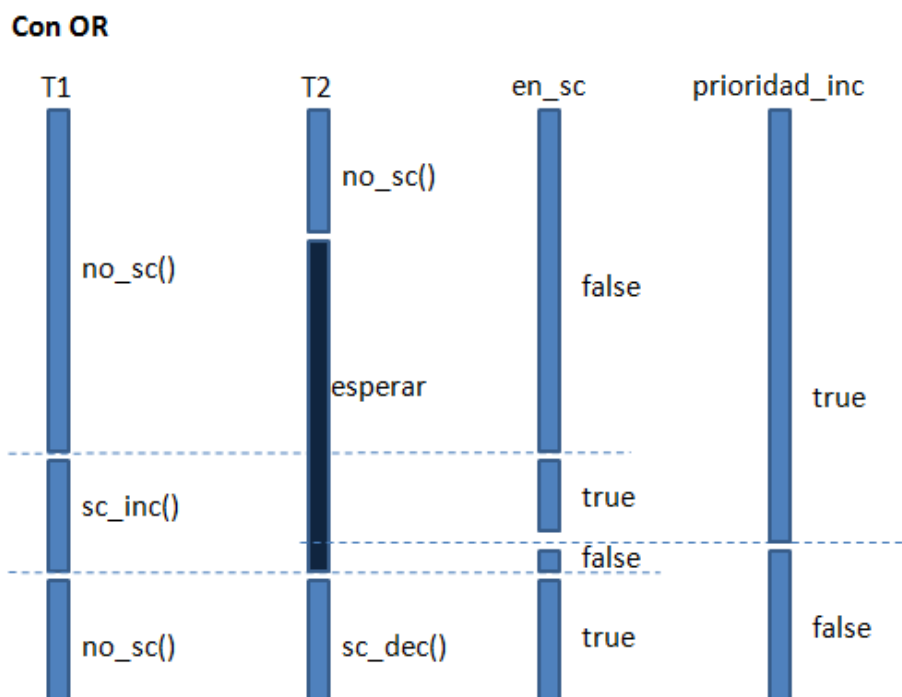 Con OR
T1 T2 en_sc prioridad_inc
no_sc()
no_sc()
false
esperar
true
sc_inc()
true
false
no_sc() sc_dec() true false